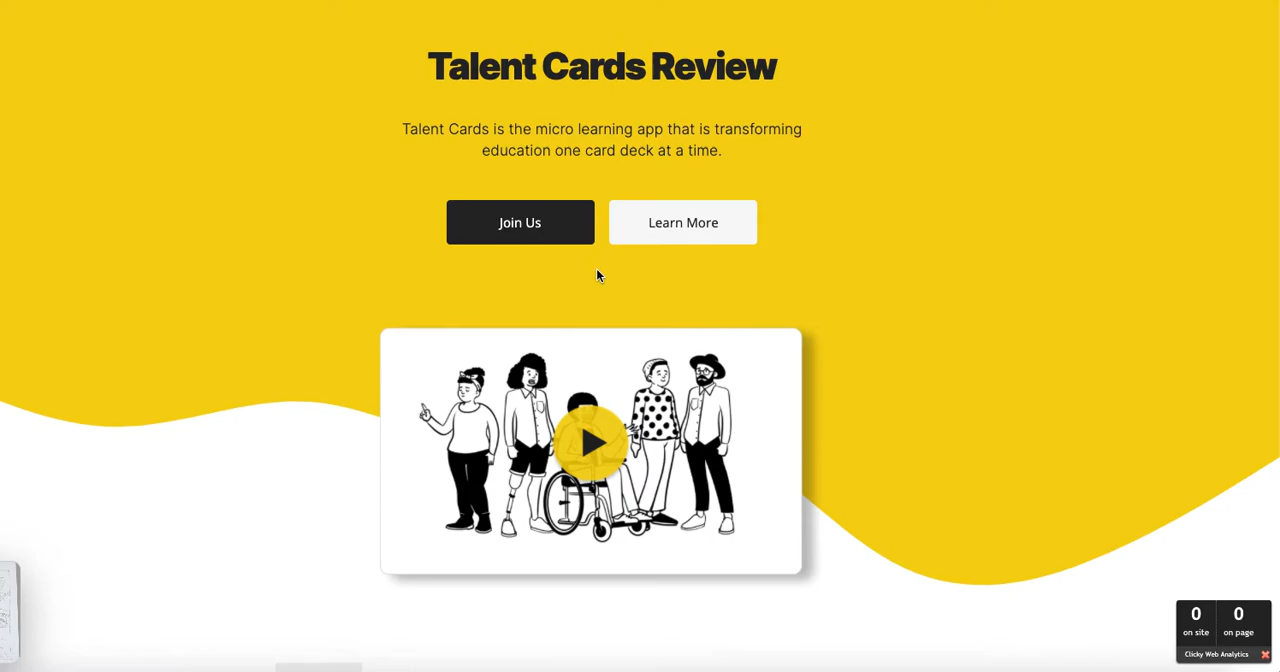 Talent Cards Review
Talent Cards is the micro learning app that is transforming
education one card deck at a time.
Join Us
Learn More
0
0
on site
on page
Clicky Web Analytics